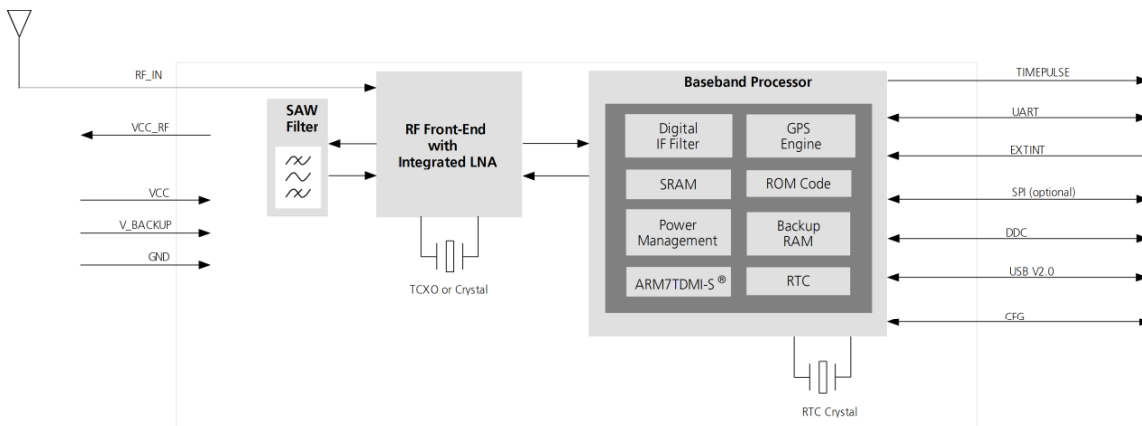 RF_IN
VCC_RF
VCC
V_BACKUP
GND
SAW
Filter
RF Front-End
with
Integrated LNA
TCXO or Crystal
Baseband Processor
Digital
IF Filter
GPS
Engine
SRAM
ROM Code
Power
Management
Backup
RAM
ARM7TDMI-S®
RTC
RTC Crystal
TIMEPULSE
UART
EXTINT
SPI (optional)
DDC
USB V2.0
CFG